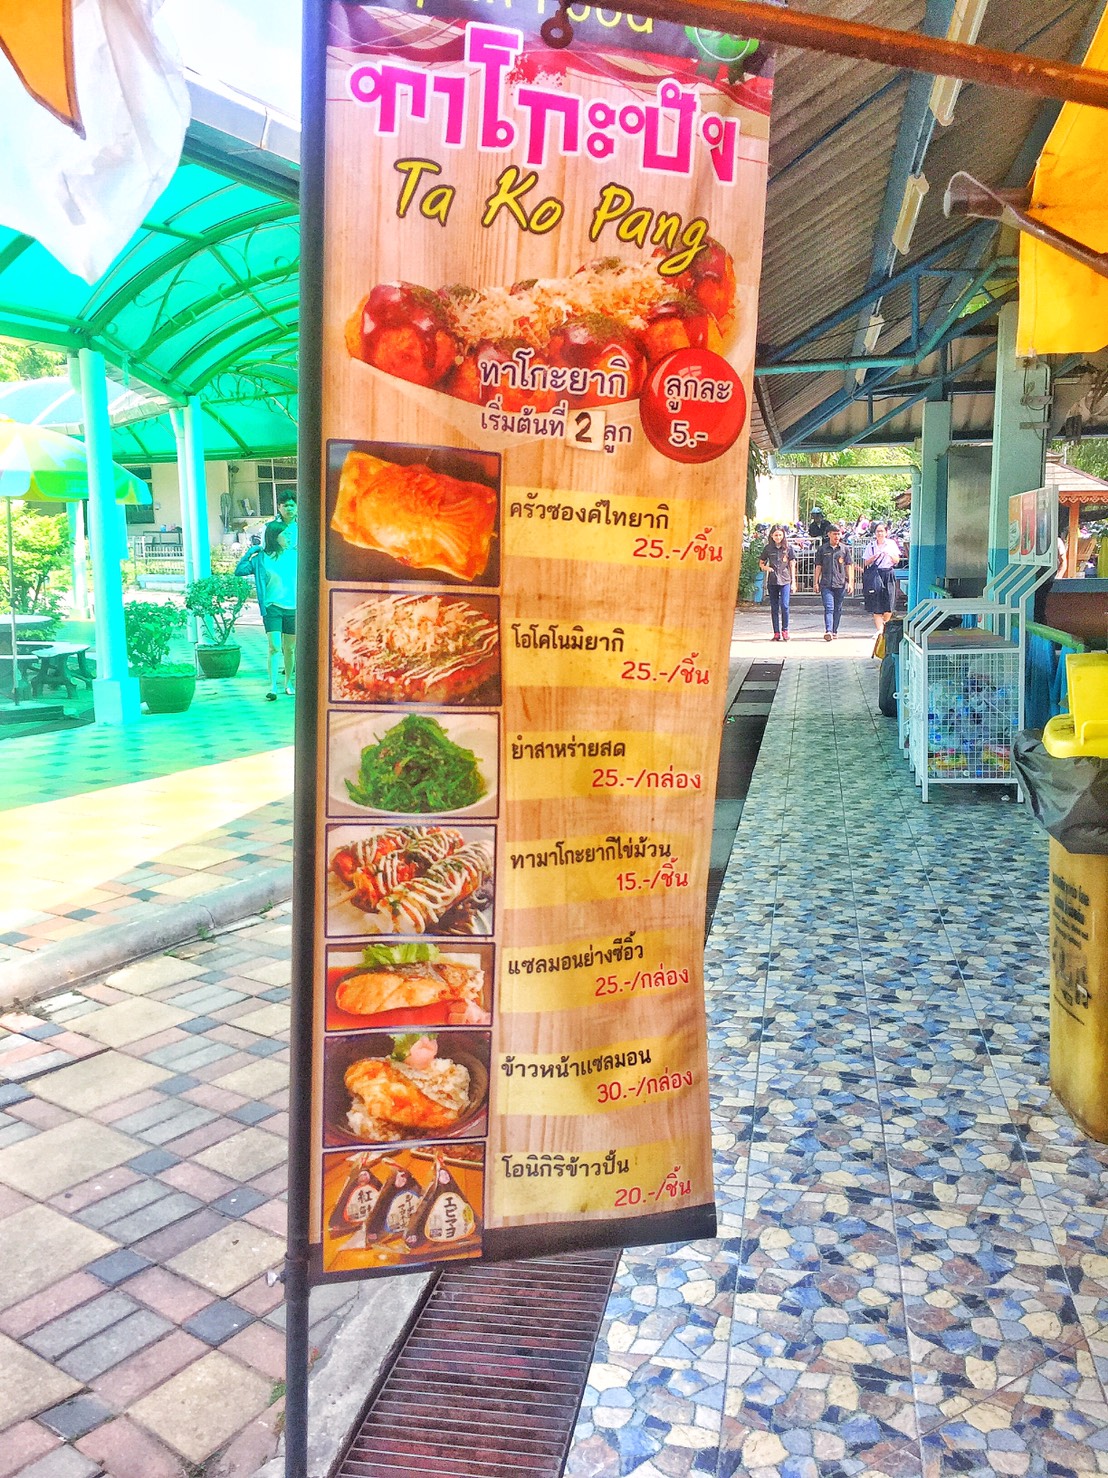 Food
ทาโกะปัง
Ta Ko Pang
ทาโกะยากิ
เริ่มต้นที่ 2 ลูก
ลูกละ
5.-
ครัวซองค์ไทยากิ
25.-/ชิ้น
โอโคโนมิยากิ
25.-/ชิ้น
ยำสาหร่ายสด
25.-/กล่อง
ทามาโกะยากิไข่ม้วน
15.-/ชิ้น
แซลมอนย่างซีอิ๊ว
25.-/กล่อง
ข้าวหน้าแซลมอน
30.-/กล่อง
โอนิกิริข้าวปั้น
20.-/ชิ้น
紅鮭
エビマヨ